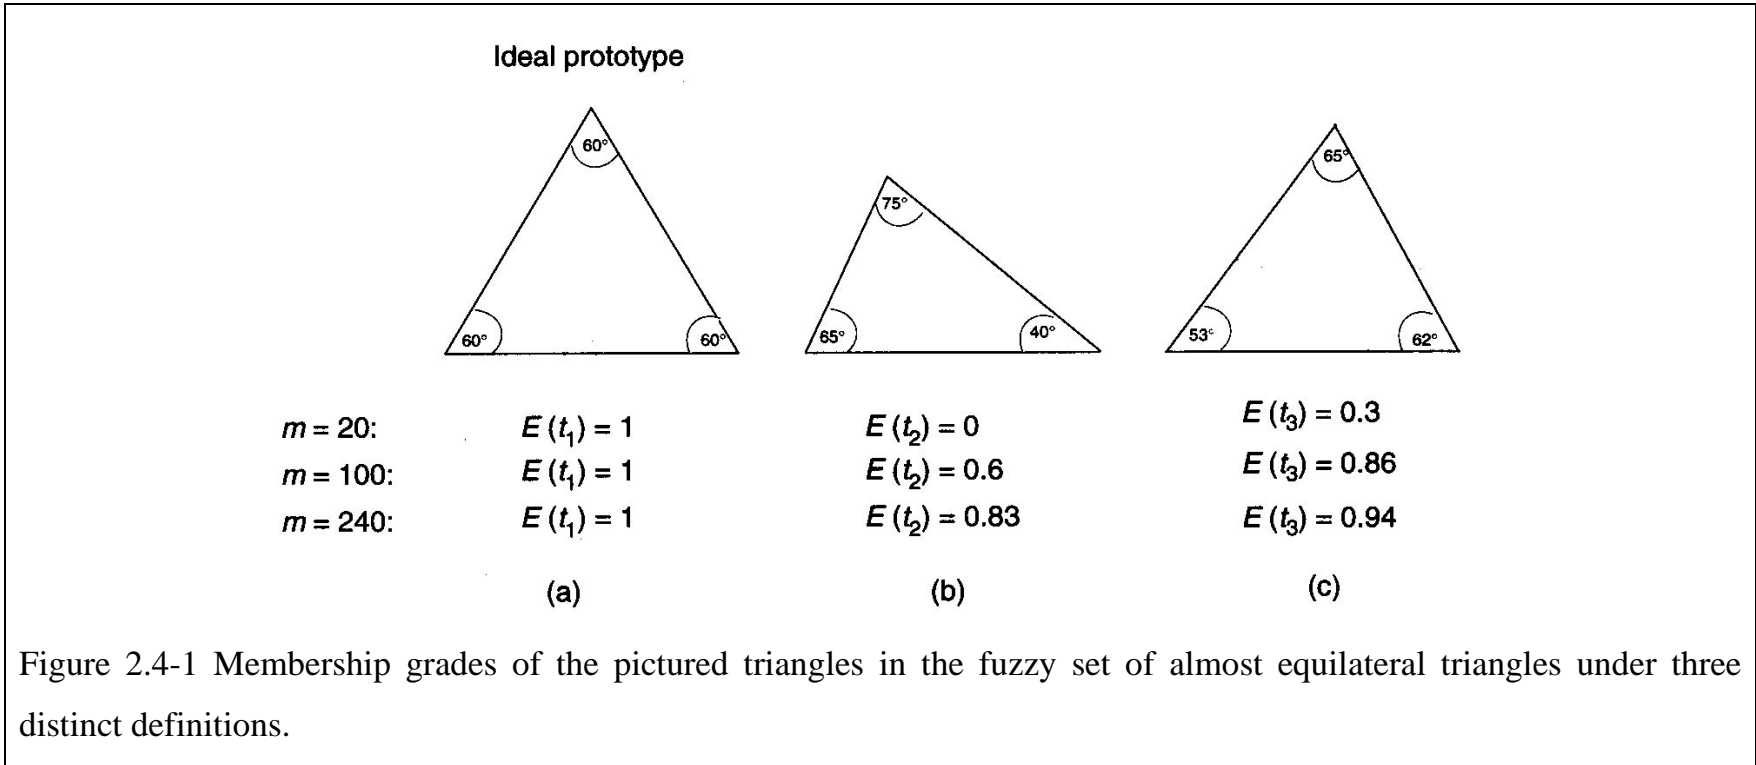 Ideal prototype
60°
60°
60°
75°
65°
40°
65°
53°
62°
m = 20: E (t₁) = 1 E (t₂) = 0 E (t₃) = 0.3
m = 100: E (t₁) = 1 E (t₂) = 0.6 E (t₃) = 0.86
m = 240: E (t₁) = 1 E (t₂) = 0.83 E (t₃) = 0.94
(a) (b) (c)
Figure 2.4-1 Membership grades of the pictured triangles in the fuzzy set of almost equilateral triangles under three
distinct definitions.